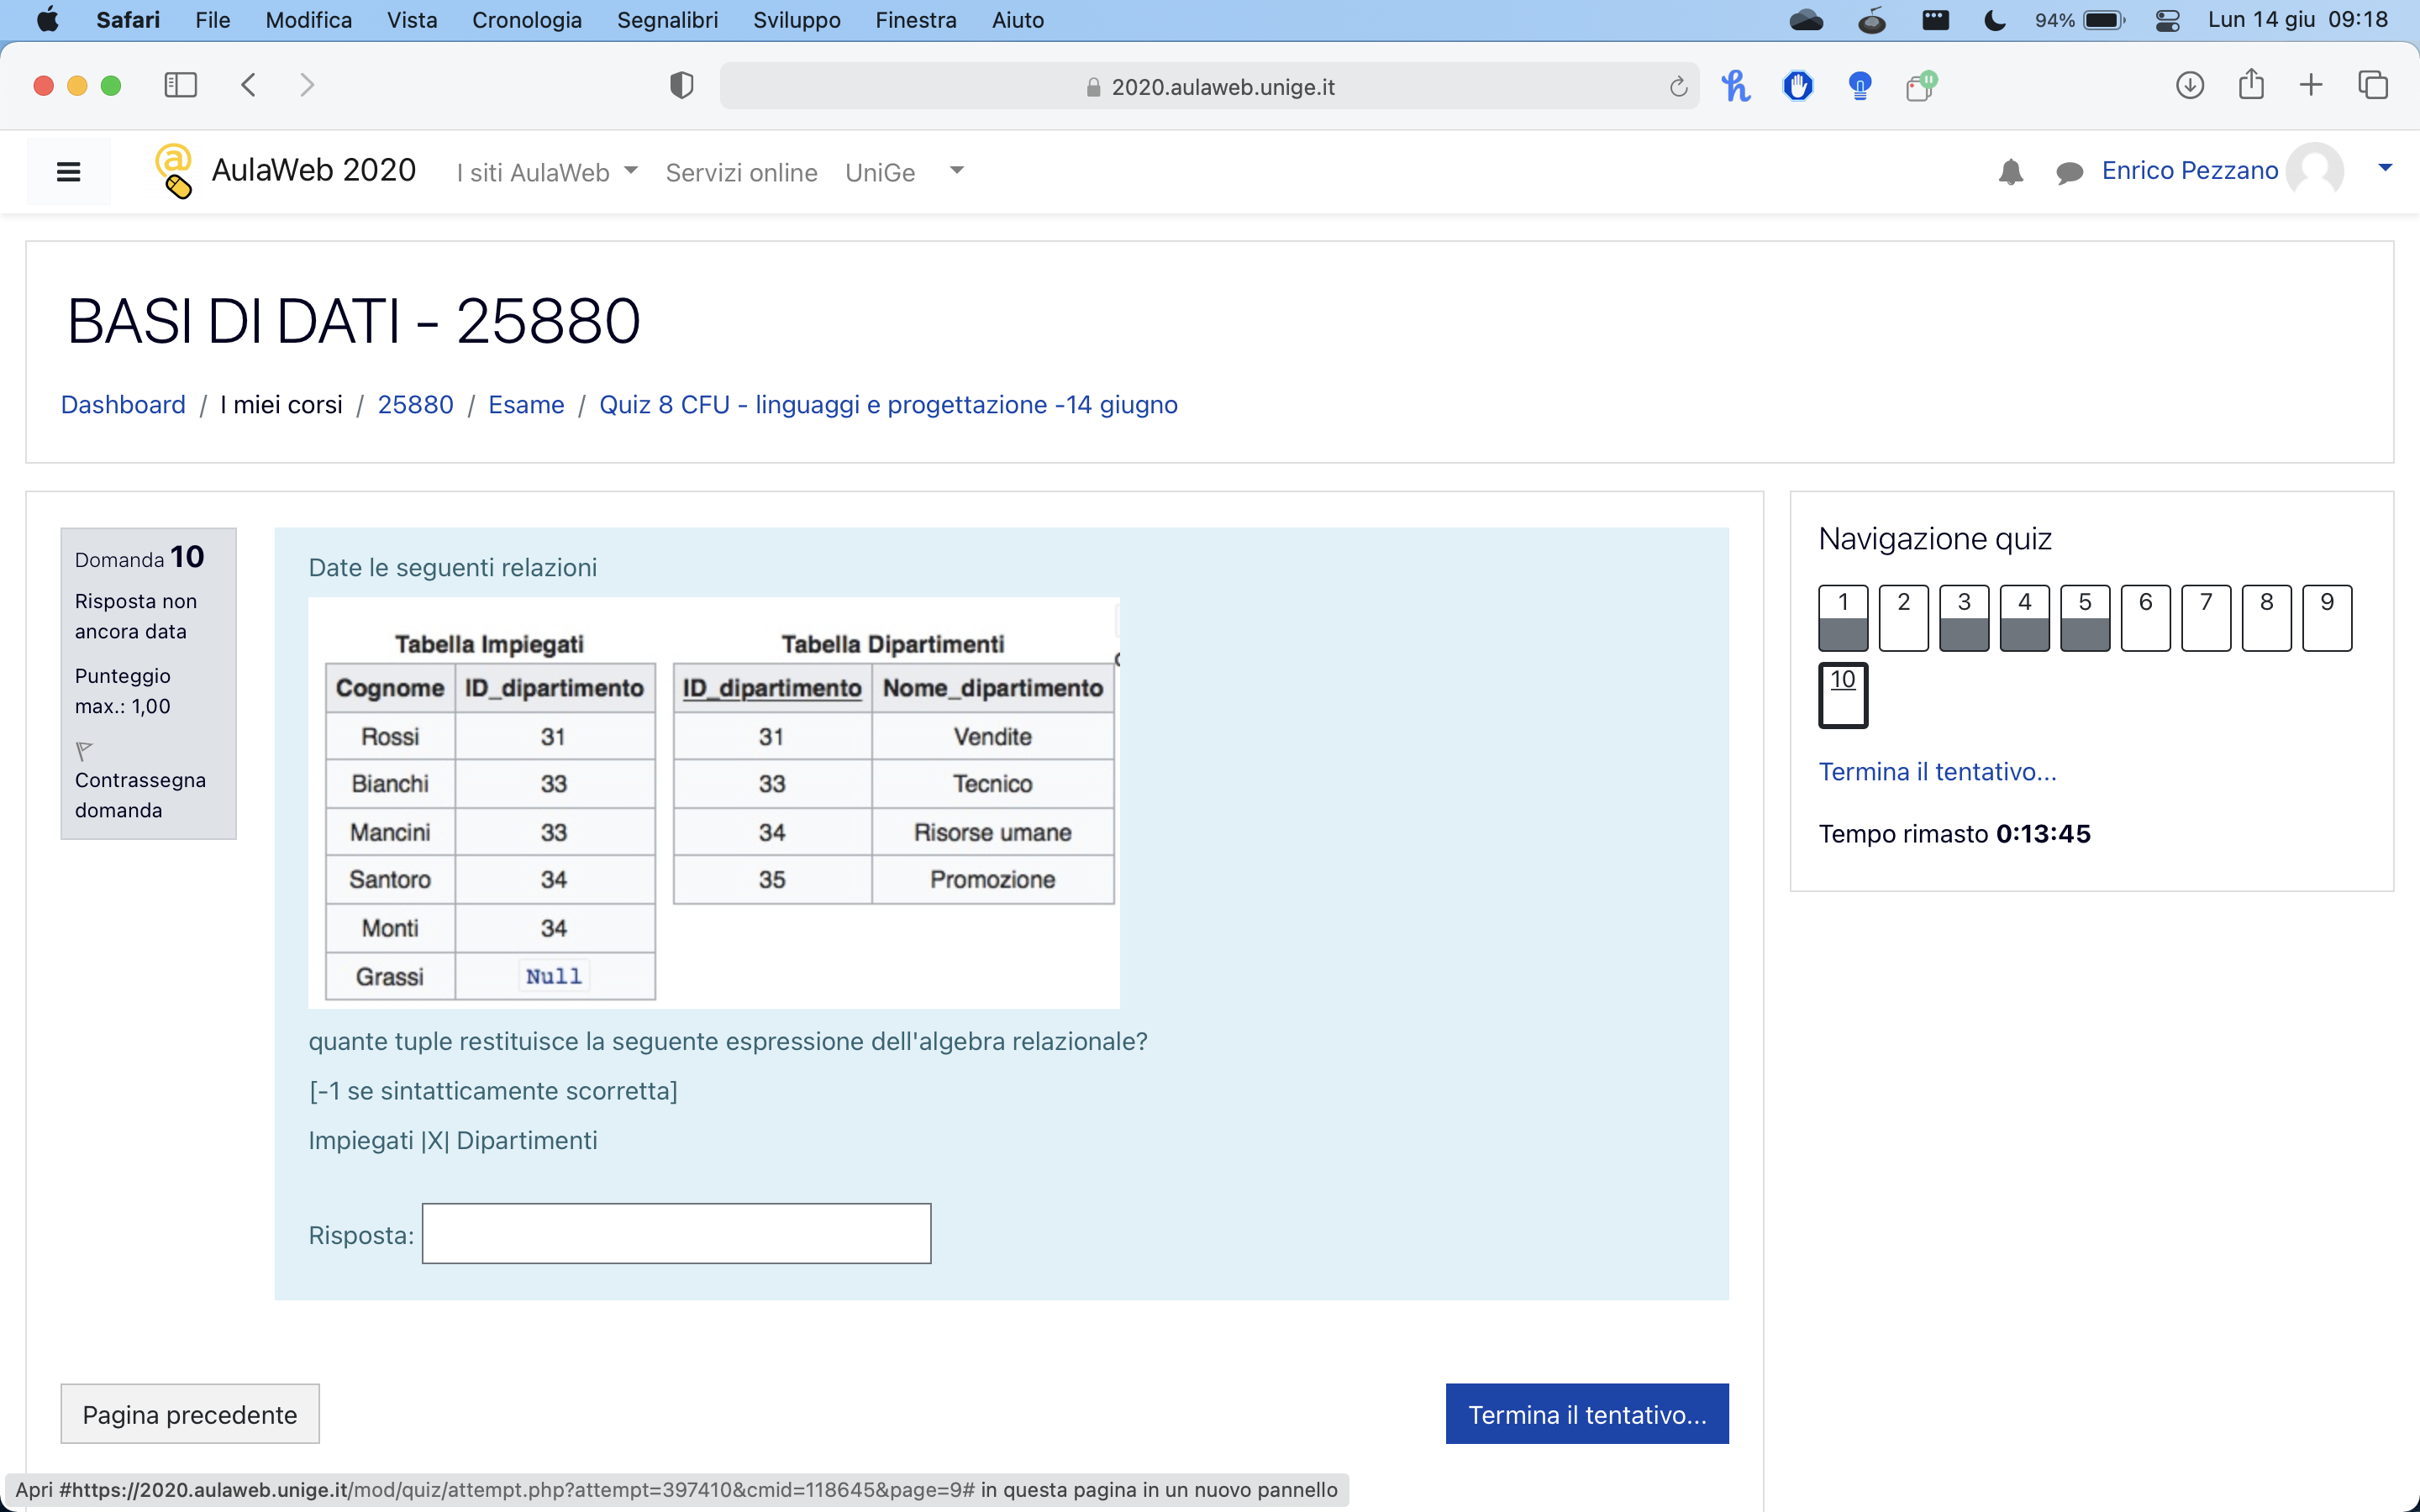 Safari File Modifica Vista Cronologia Segnalibri Sviluppo Finestra Aiuto 94% Lun 14 giu 09:18
2020.aulaweb.unige.it
AulaWeb 2020 I siti AulaWeb Servizi online UniGe Enrico Pezzano
BASI DI DATI - 25880
Dashboard / I miei corsi / 25880 / Esame / Quiz 8 CFU - linguaggi e progettazione -14 giugno
Domanda 10
Risposta non
ancora data
Punteggio
max.: 1,00
Contrassegna
domanda
Date le seguenti relazioni
Tabella Impiegati
Cognome ID_dipartimento
Rossi 31
Bianchi 33
Mancini 33
Santoro 34
Monti 34
Grassi Null
Tabella Dipartimenti
ID_dipartimento Nome_dipartimento
31 Vendite
33 Tecnico
34 Risorse umane
35 Promozione
quante tuple restituisce la seguente espressione dell'algebra relazionale?
[-1 se sintatticamente scorretta]
Impiegati |X| Dipartimenti
Risposta:
Pagina precedente
Termina il tentativo...
Navigazione quiz
1 2 3 4 5 6 7 8 9
10
Termina il tentativo...
Tempo rimasto 0:13:45
Apri #https://2020.aulaweb.unige.it/mod/quiz/attempt.php?attempt=397410&cmid=118645&page=9# in questa pagina in un nuovo pannello